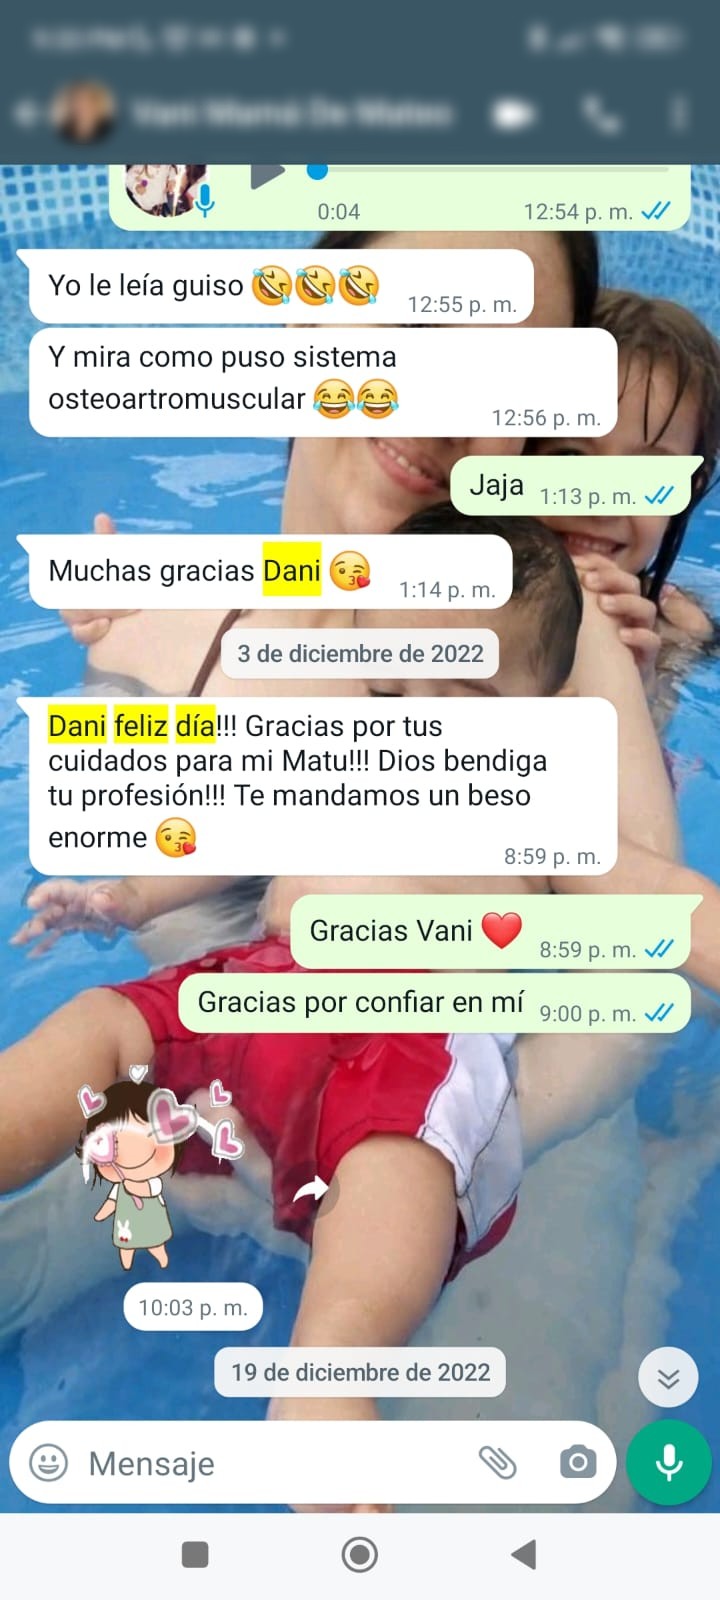 0:04
12:54 p. m.
Yo le leía guiso 🤣🤣🤣
12:55 p. m.
Y mira como puso sistema
osteoartromuscular 😂😂
12:56 p. m.
Jaja
1:13 p. m.
Muchas gracias Dani 😘
1:14 p. m.
3 de diciembre de 2022
Dani feliz día!!! Gracias por tus
cuidados para mi Matu!!! Dios bendiga
tu profesión!!! Te mandamos un beso
enorme 😘
8:59 p. m.
Gracias Vani ❤️
8:59 p. m.
Gracias por confiar en mí
9:00 p. m.
10:03 p. m.
19 de diciembre de 2022
Mensaje